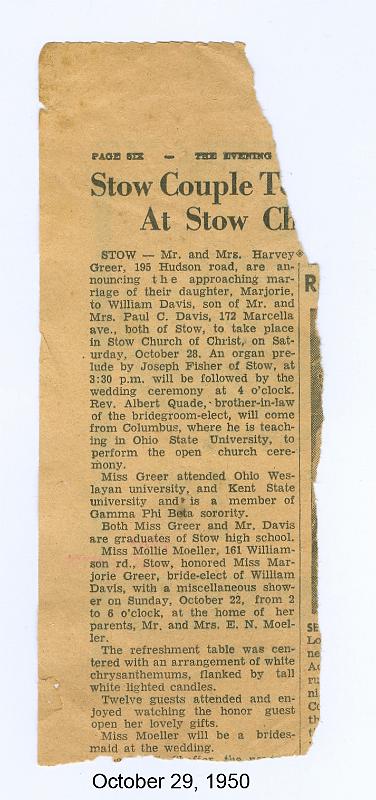 PAGE SIX — THE EVENING
Stow Couple T
At Stow Ch
STOW — Mr. and Mrs. Harvey
Greer, 195 Hudson road, are an-
nouncing the approaching mar-
riage of their daughter, Marjorie,
to William Davis, son of Mr. and
Mrs. Paul C. Davis, 172 Marcella
ave., both of Stow, to take place
in Stow Church of Christ, on Sat-
urday, October 28. An organ pre-
lude by Joseph Fisher of Stow, at
3:30 p.m. will be followed by the
wedding ceremony at 4 o'clock.
Rev. Albert Quade, brother-in-law
of the bridegroom-elect, will come
from Columbus, where he is teach-
ing in Ohio State University, to
perform the open church cere-
mony.
Miss Greer attended Ohio Wes-
layan university, and Kent State
university and is a member of
Gamma Phi Beta sorority.
Both Miss Greer and Mr. Davis
are graduates of Stow high school.
Miss Mollie Moeller, 161 William-
son rd., Stow, honored Miss Mar-
jorie Greer, bride-elect of William
Davis, with a miscellaneous show-
er on Sunday, October 22, from 2
to 6 o'clock, at the home of her
parents, Mr. and Mrs. E. N. Moel-
ler.
The refreshment table was cen-
tered with an arrangement of white
chrysanthemums, flanked by tall
white lighted candles.
Twelve guests attended and en-
joyed watching the honor guest
open her lovely gifts.
Miss Moeller will be a brides-
maid at the wedding.
R
SE
Lo
ne
Ac
ru
ni
Co
th
October 29, 1950